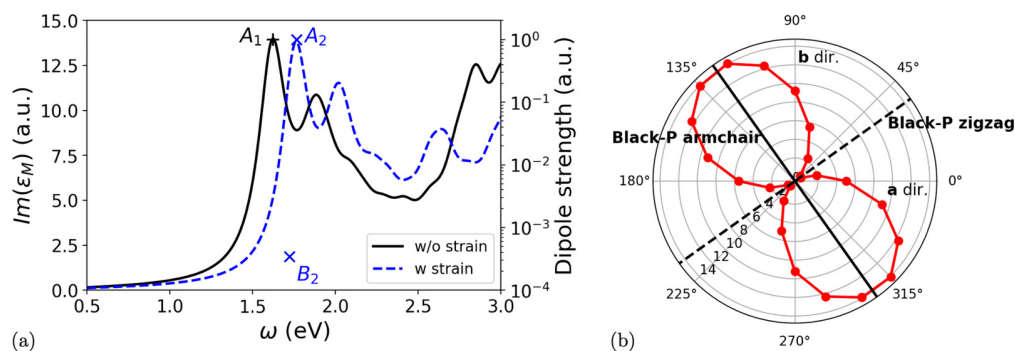 15.0
12.5
10.0
7.5
5.0
2.5
0.0
Im(ε_M) (a.u.)
A₁
A₂
B₂
w/o strain
w strain
0.5
1.0
1.5
2.0
2.5
3.0
ω (eV)
10⁰
10⁻¹
10⁻²
10⁻³
10⁻⁴
Dipole strength (a.u.)
(a)
90°
b dir.
135°
45°
Black-P armchair
Black-P zigzag
180°
0°
a dir.
4
6
8
10
12
14
225°
315°
270°
(b)